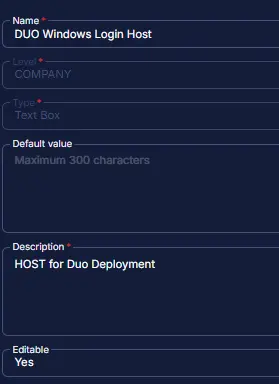 Name *
DUO Windows Login Host
Level *
COMPANY
Type *
Text Box
Default value
Maximum 300 characters
Description *
HOST for Duo Deployment
Editable
Yes